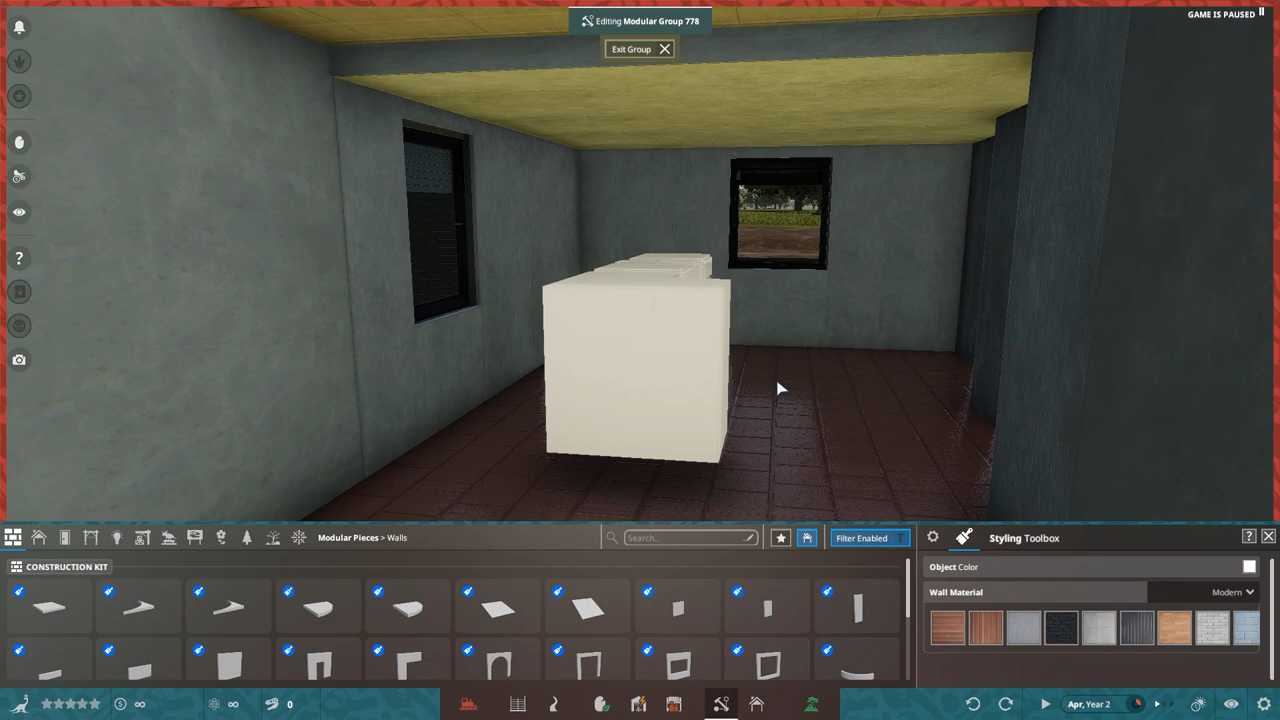 Editing Modular Group 778
GAME IS PAUSED
Exit Group
Modular Pieces > Walls
Search...
Filter Enabled
Styling Toolbox
CONSTRUCTION KIT
Object Color
Wall Material
Modern
0
Apr, Year 2